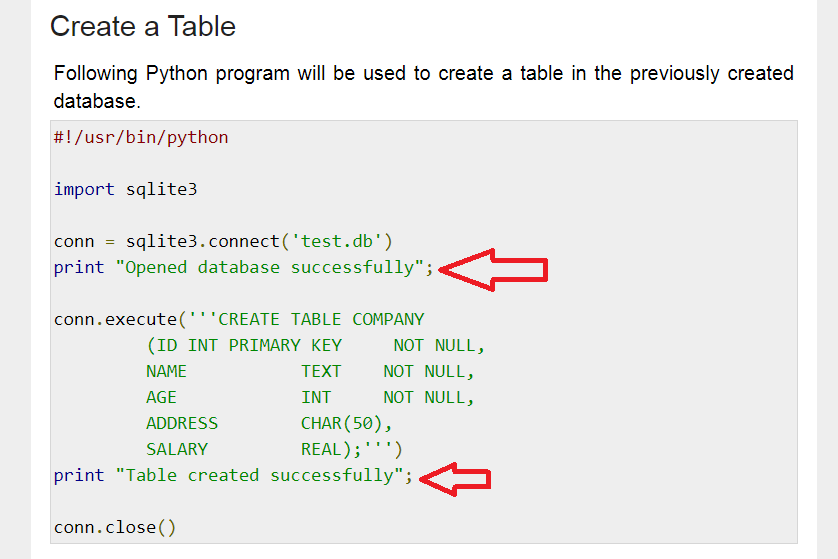 Create a Table
Following Python program will be used to create a table in the previously created
database.
#!/usr/bin/python
import sqlite3
conn = sqlite3.connect('test.db')
print "Opened database successfully";
conn.execute('''CREATE TABLE COMPANY
         (ID INT PRIMARY KEY     NOT NULL,
         NAME           TEXT    NOT NULL,
         AGE            INT     NOT NULL,
         ADDRESS        CHAR(50),
         SALARY         REAL);''')
print "Table created successfully";
conn.close()